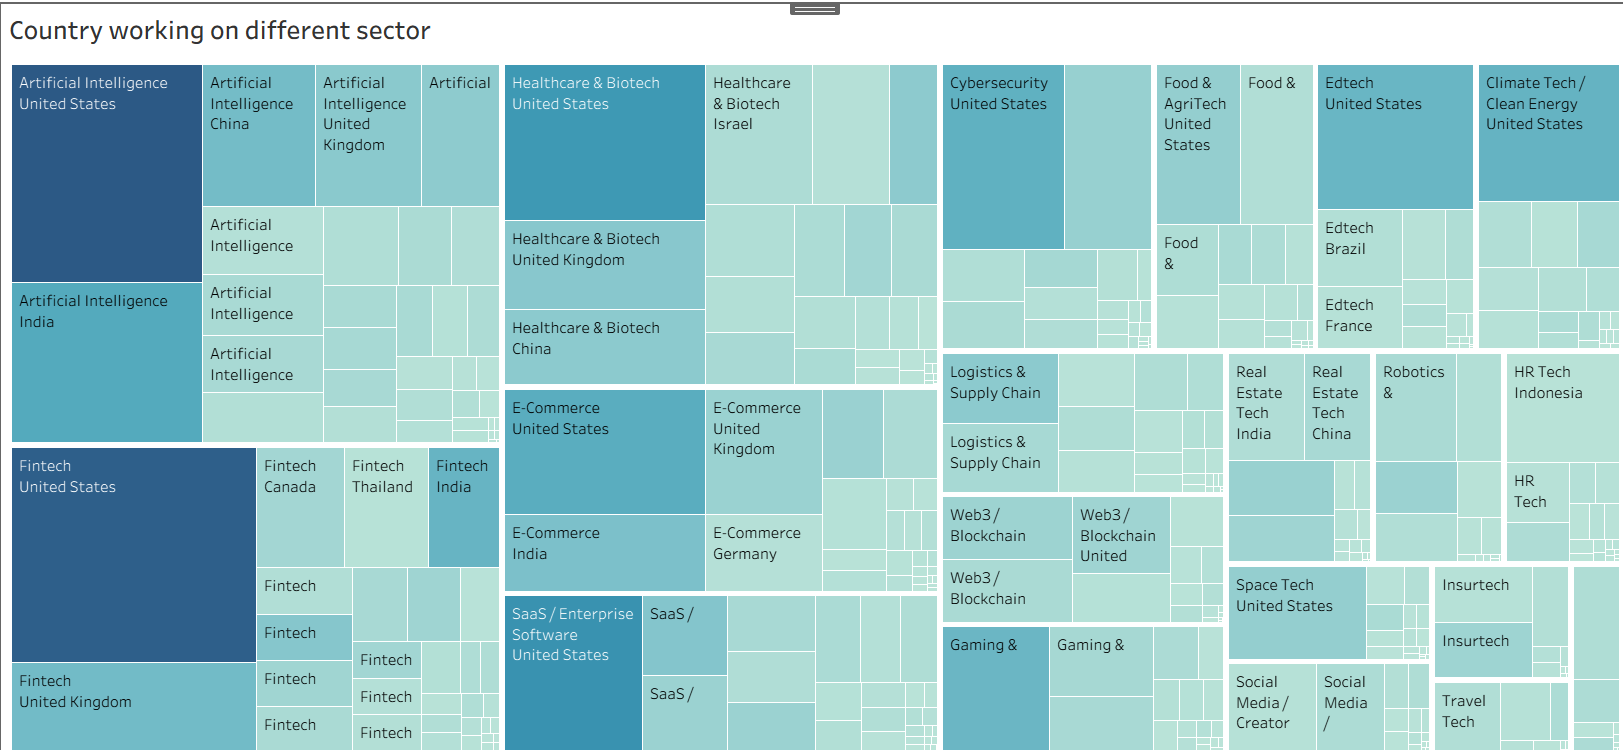 Country working on different sector
Artificial Intelligence
United States
Artificial
Intelligence
China
Artificial
Intelligence
United
Kingdom
Artificial
Artificial Intelligence
India
Artificial
Intelligence
Artificial
Intelligence
Artificial
Intelligence
Fintech
United States
Fintech
Canada
Fintech
Thailand
Fintech
India
Fintech
United Kingdom
Fintech
Fintech
Fintech
Fintech
Fintech
Fintech
Fintech
Healthcare & Biotech
United States
Healthcare
& Biotech
Israel
Healthcare & Biotech
United Kingdom
Healthcare & Biotech
China
E-Commerce
United States
E-Commerce
United
Kingdom
E-Commerce
India
E-Commerce
Germany
SaaS / Enterprise
Software
United States
SaaS /
SaaS /
Cybersecurity
United States
Food &
AgriTech
United
States
Food &
Food
&
Edtech
United States
Edtech
Brazil
Edtech
France
Climate Tech /
Clean Energy
United States
Logistics &
Supply Chain
Logistics &
Supply Chain
Web3 /
Blockchain
Web3 /
Blockchain
United
Web3 /
Blockchain
Gaming &
Gaming &
Real
Estate
Tech
India
Real
Estate
Tech
China
Robotics
&
HR Tech
Indonesia
HR
Tech
Space Tech
United States
Insurtech
Insurtech
Social
Media /
Creator
Social
Media
/
Travel
Tech